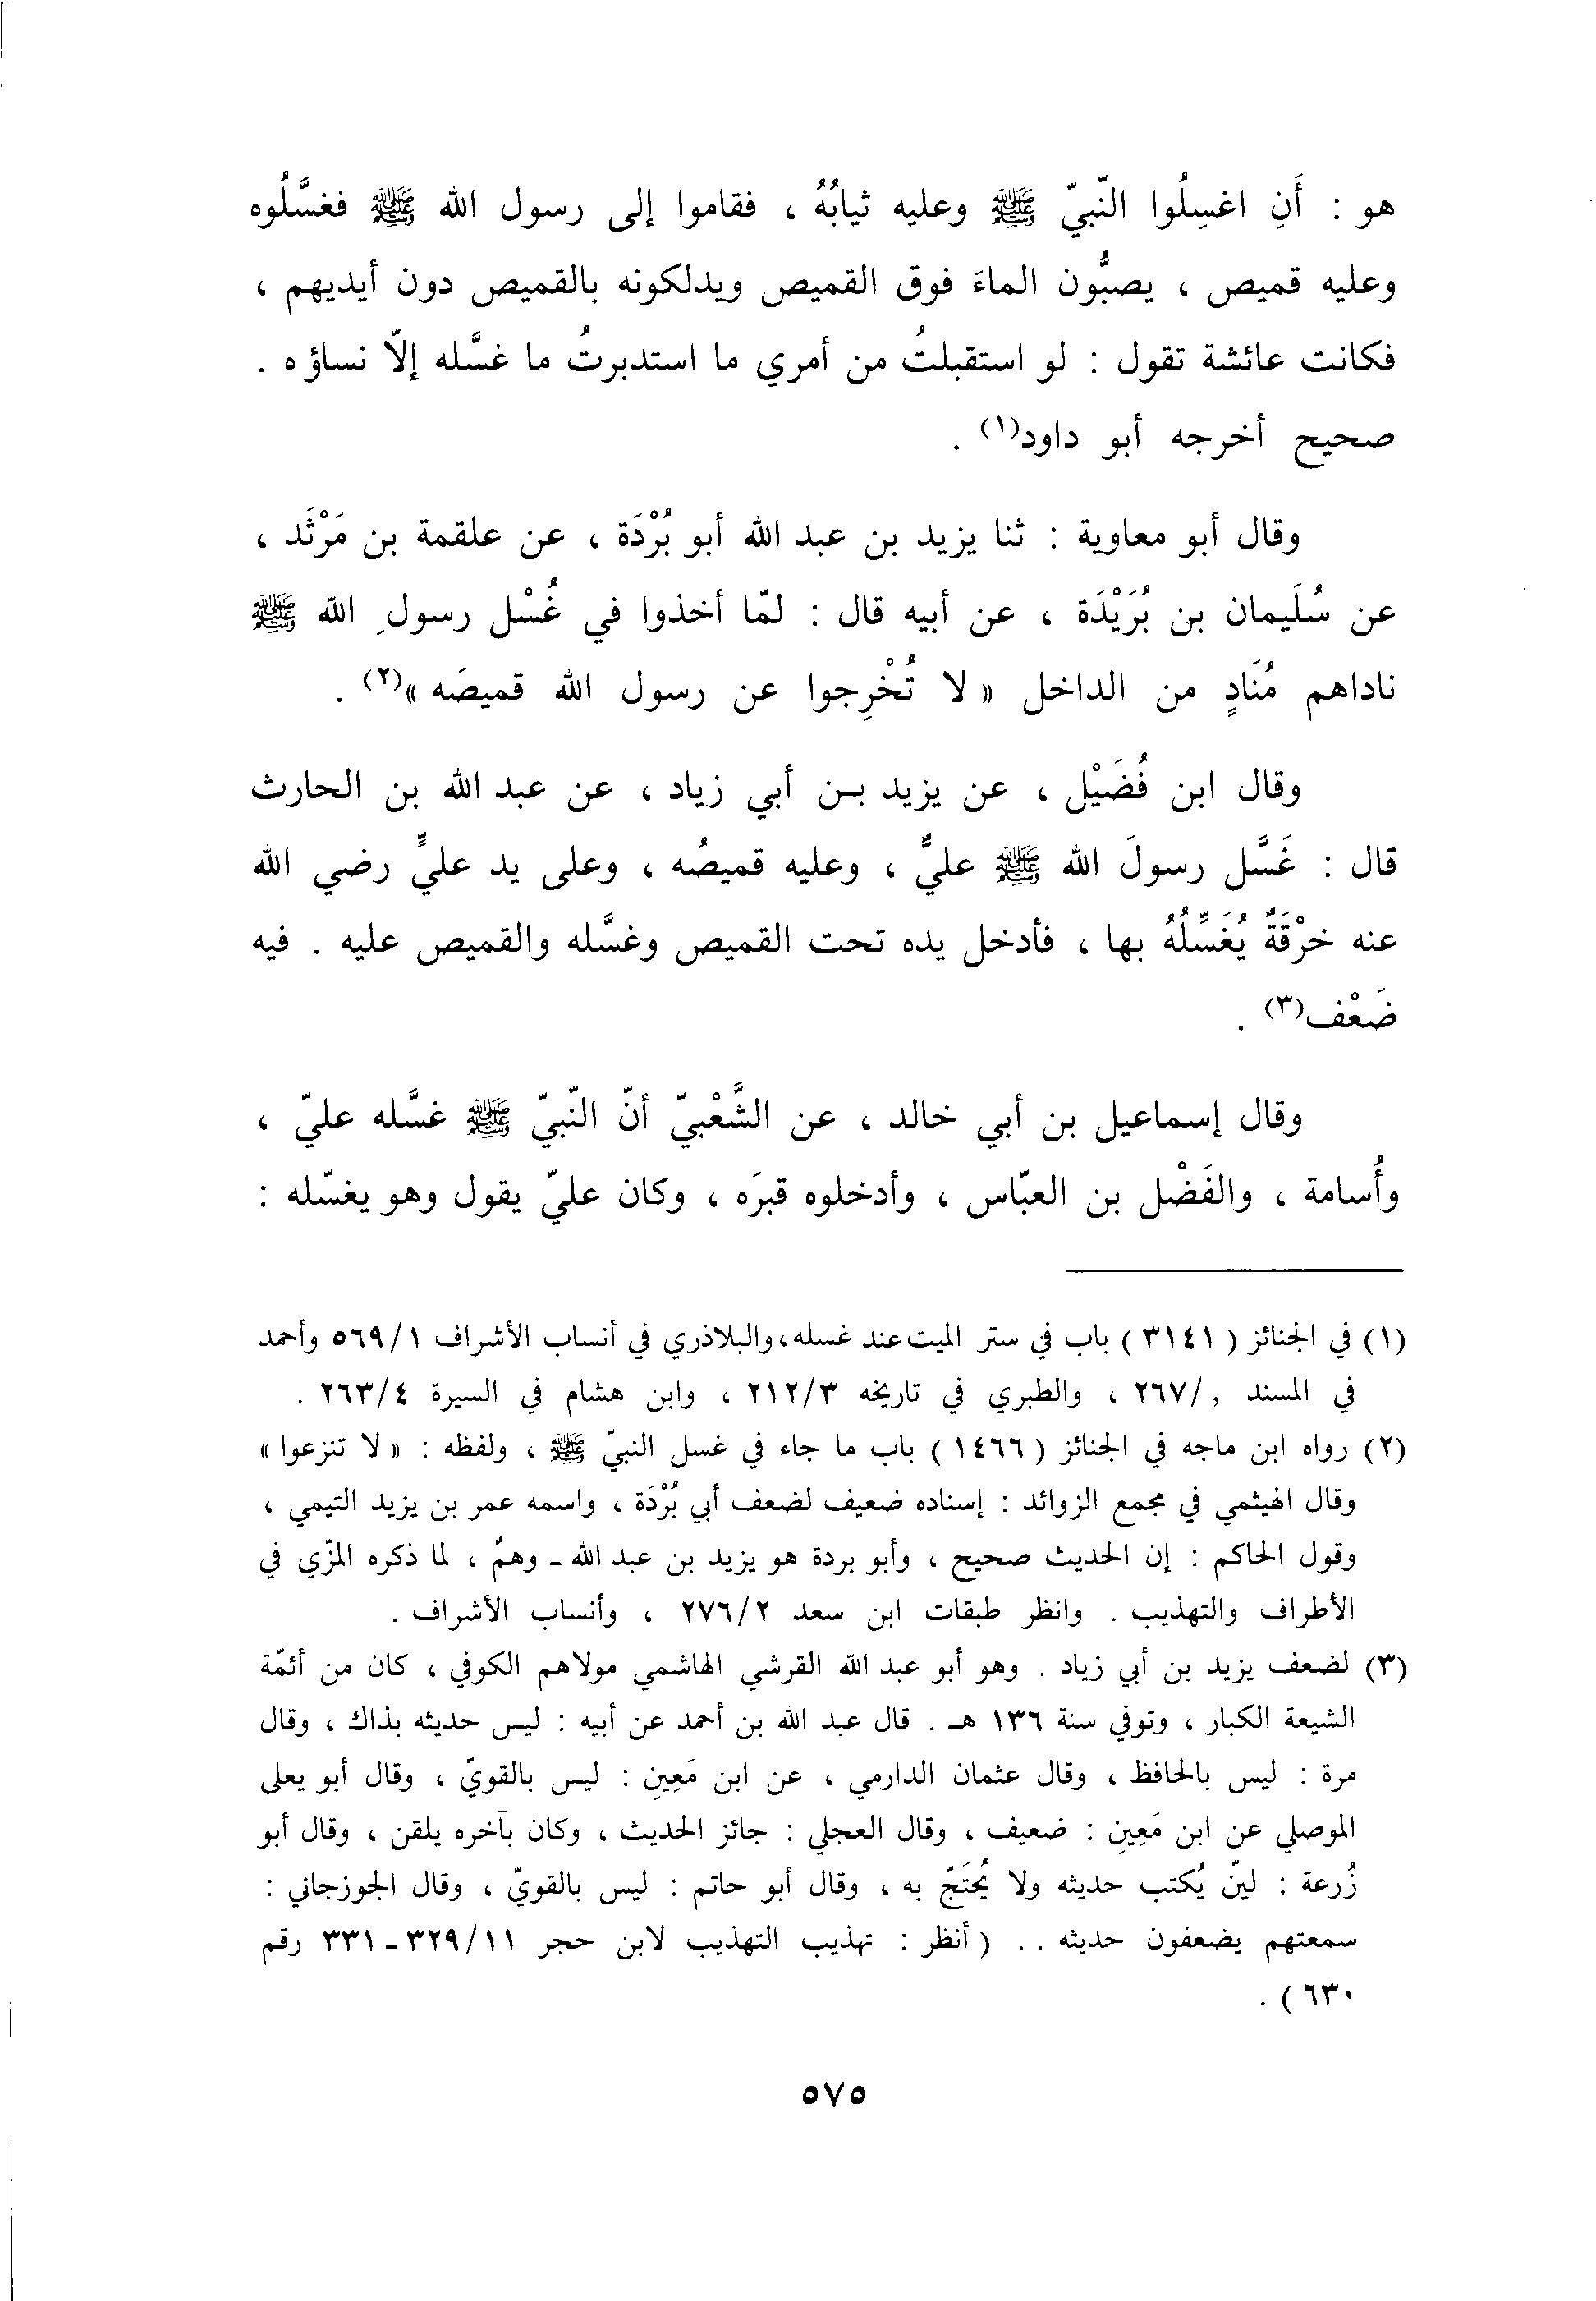 هو : أَنِ اغسِلُوا النّبيّ ﷺ وعليه ثيابُهُ ، فقاموا إلى رسول الله ﷺ فغسَّلُوه
وعليه قميص ، يصبُّون الماءَ فوق القميص ويدلكونه بالقميص دون أيديهم ،
فكانت عائشة تقول : لو استقبلتُ من أمري ما استدبرتُ ما غسَّله إلاّ نساؤه .
صحيح أخرجه أبو داود(١) .
وقال أبو معاوية : ثنا يزيد بن عبد الله أبو بُرْدَة ، عن علقمة بن مَرْثَد ،
عن سُلَيمان بن بُرَيْدَة ، عن أبيه قال : لمّا أخذوا في غُسْل رسولِ الله ﷺ
ناداهم مُنَادٍ من الداخل « لا تُخْرِجوا عن رسول الله قميصَه »(٢) .
وقال ابن فُضَيْل ، عن يزيد بـن أبي زياد ، عن عبد الله بن الحارث
قال : غَسَّل رسولَ الله ﷺ عليٌّ ، وعليه قميصُه ، وعلى يد عليٍّ رضي الله
عنه خرْقَةٌ يُغَسِّلُهُ بها ، فأدخل يده تحت القميص وغسَّله والقميص عليه . فيه
ضَعْف(٣) .
وقال إسماعيل بن أبي خالد ، عن الشَّعْبيّ أنّ النّبيّ ﷺ غسَّله عليّ ،
وأُسامة ، والفَضْل بن العبّاس ، وأدخلوه قبرَه ، وكان عليّ يقول وهو يغسّله :
(١) في الجنائز ( ٣١٤١ ) باب في ستر الميت عند غسله ، والبلاذري في أنساب الأشراف ٥٦٩/١ وأحمد
في المسند ,/٢٦٧ ، والطبري في تاريخه ٢١٢/٣ ، وابن هشام في السيرة ٢٦٣/٤ .
(٢) رواه ابن ماجه في الجنائز ( ١٤٦٦ ) باب ما جاء في غسل النبيّ ﷺ ، ولفظه : « لا تنزعوا »
وقال الهيثمي في مجمع الزوائد : إسناده ضعيف لضعف أبي بُرْدَة ، واسمه عمر بن يزيد التيمي ،
وقول الحاكم : إن الحديث صحيح ، وأبو بردة هو يزيد بن عبد الله ـ وهمٌ ، لما ذكره المزّي في
الأطراف والتهذيب . وانظر طبقات ابن سعد ٢٧٦/٢ ، وأنساب الأشراف .
(٣) لضعف يزيد بن أبي زياد . وهو أبو عبد الله القرشي الهاشمي مولاهم الكوفي ، كان من أئمّة
الشيعة الكبار ، وتوفي سنة ١٣٦ هـ . قال عبد الله بن أحمد عن أبيه : ليس حديثه بذاك ، وقال
مرة : ليس بالحافظ ، وقال عثمان الدارمي ، عن ابن مَعِينِ : ليس بالقويّ ، وقال أبو يعلى
الموصلي عن ابن مَعِينِ : ضعيف ، وقال العجلي : جائز الحديث ، وكان بآخره يلقن ، وقال أبو
زُرعة : لينّ يُكتب حديثه ولا يُحتَجّ به ، وقال أبو حاتم : ليس بالقويّ ، وقال الجوزجاني :
سمعتهم يضعفون حديثه . . ( أنظر : تهذيب التهذيب لابن حجر ٣٢٩/١١ ـ ٣٣١ رقم
٦٣٠ ) .
٥٧٥